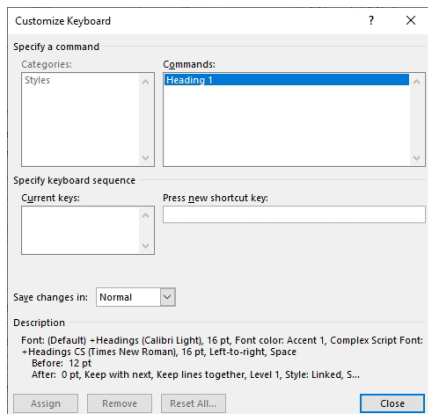 Customize Keyboard
Specify a command
Categories:
Commands:
Styles
Heading 1
Specify keyboard sequence
Current keys:
Press new shortcut key:
Save changes in:
Normal
Description
Font: (Default) +Headings (Calibri Light), 16 pt, Font color: Accent 1, Complex Script Font:
+Headings CS (Times New Roman), 16 pt, Left-to-right, Space
Before: 12 pt
After: 0 pt, Keep with next, Keep lines together, Level 1, Style: Linked, S...
Assign
Remove
Reset All...
Close